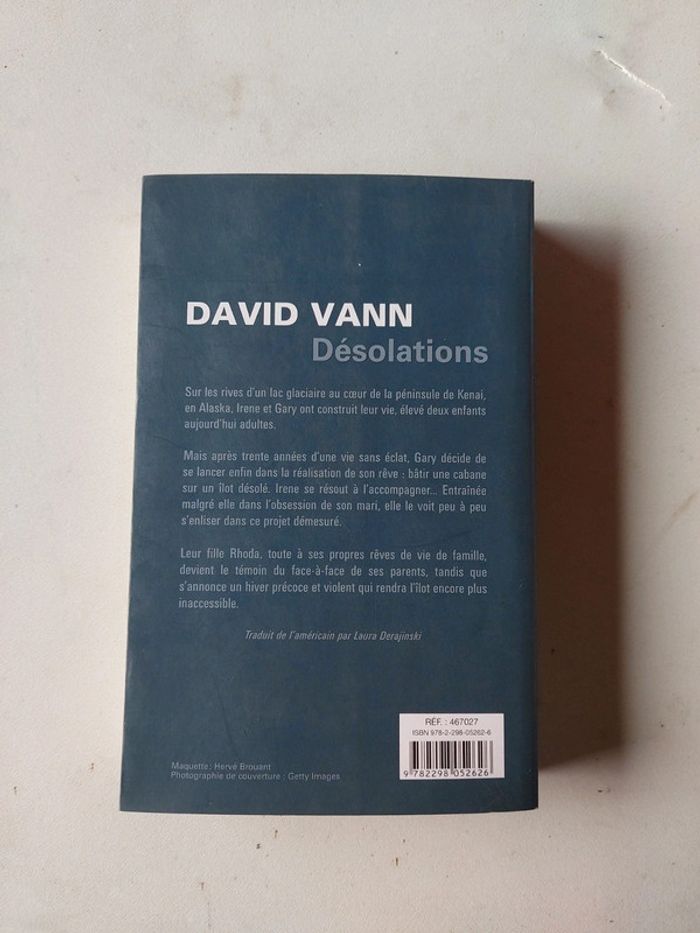 DAVID VANN
Désolations
Sur les rives d'un lac glaciaire au cœur de la péninsule de Kenai,
en Alaska, Irene et Gary ont construit leur vie, élevé deux enfants
aujourd'hui adultes.
Mais après trente années d'une vie sans éclat, Gary décide de
se lancer enfin dans la réalisation de son rêve : bâtir une cabane
sur un îlot désolé. Irene se résout à l'accompagner... Entraînée
malgré elle dans l'obsession de son mari, elle le voit peu à peu
s'enliser dans ce projet démesuré.
Leur fille Rhoda, toute à ses propres rêves de vie de famille,
devient le témoin du face-à-face de ses parents, tandis que
s'annonce un hiver précoce et violent qui rendra l'îlot encore plus
inaccessible.
Traduit de l'américain par Laura Derajinski
RÉF. : 467027
ISBN 978-2-298-05262-6
9 782298 052626
Maquette : Hervé Brouant
Photographie de couverture : Getty Images